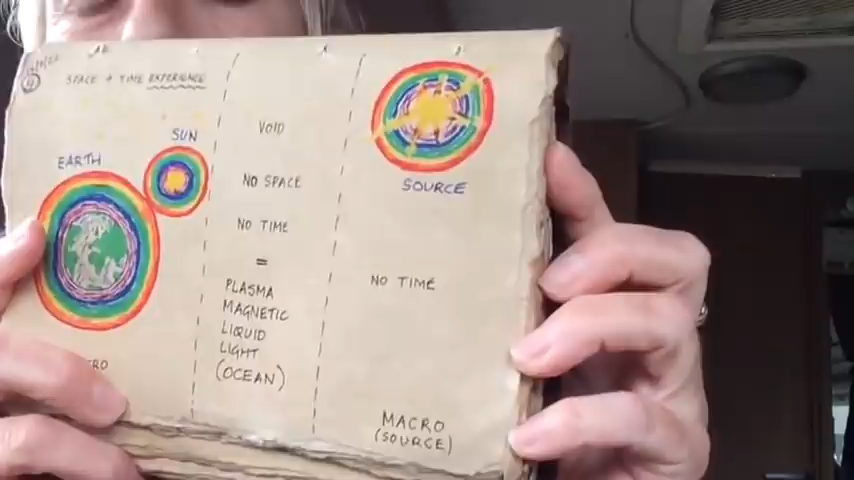 SPACE + TIME EXPERIENCE
SUN
EARTH
VOID
NO SPACE
NO TIME
=
PLASMA
MAGNETIC
LIQUID
LIGHT
(OCEAN)
SOURCE
NO TIME
MACRO
(SOURCE)